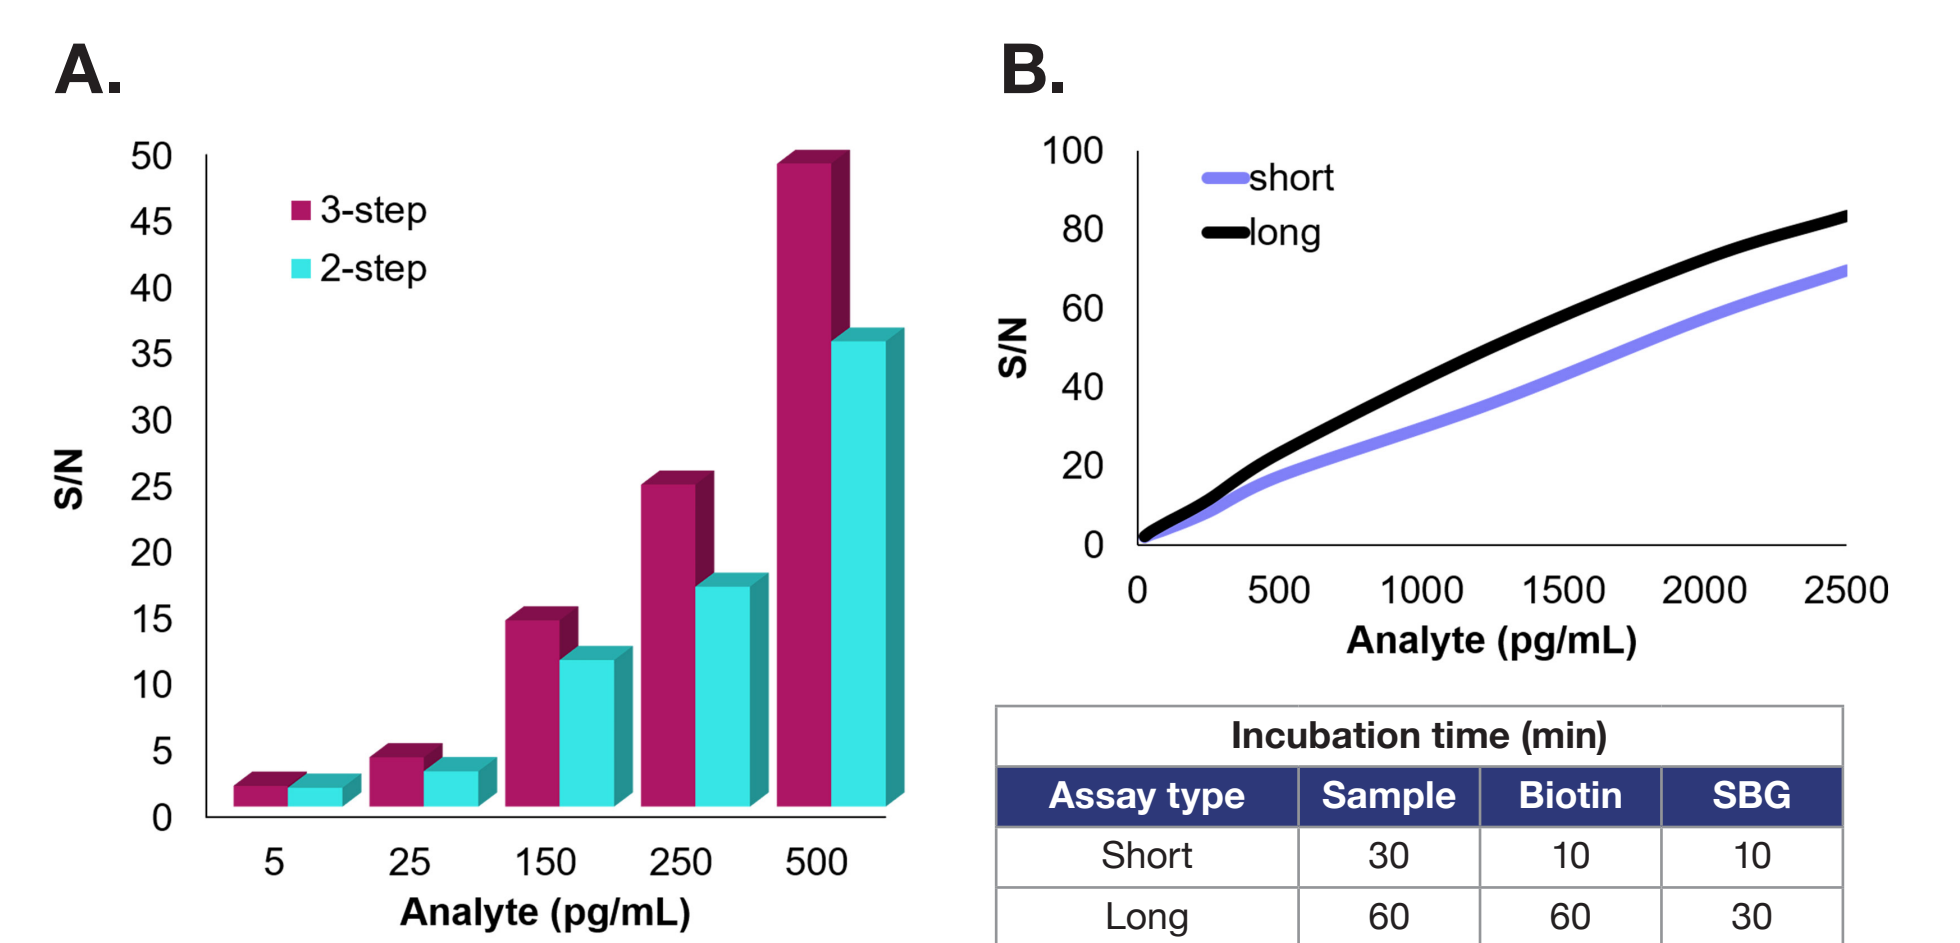 A.
50
45
40
35
30
25
20
15
10
5
0
S/N
3-step
2-step
5 25 150 250 500
Analyte (pg/mL)
B.
100
80
60
40
20
0
S/N
short
long
0 500 1000 1500 2000 2500
Analyte (pg/mL)
Incubation time (min)
Assay type Sample Biotin SBG
Short 30 10 10
Long 60 60 30